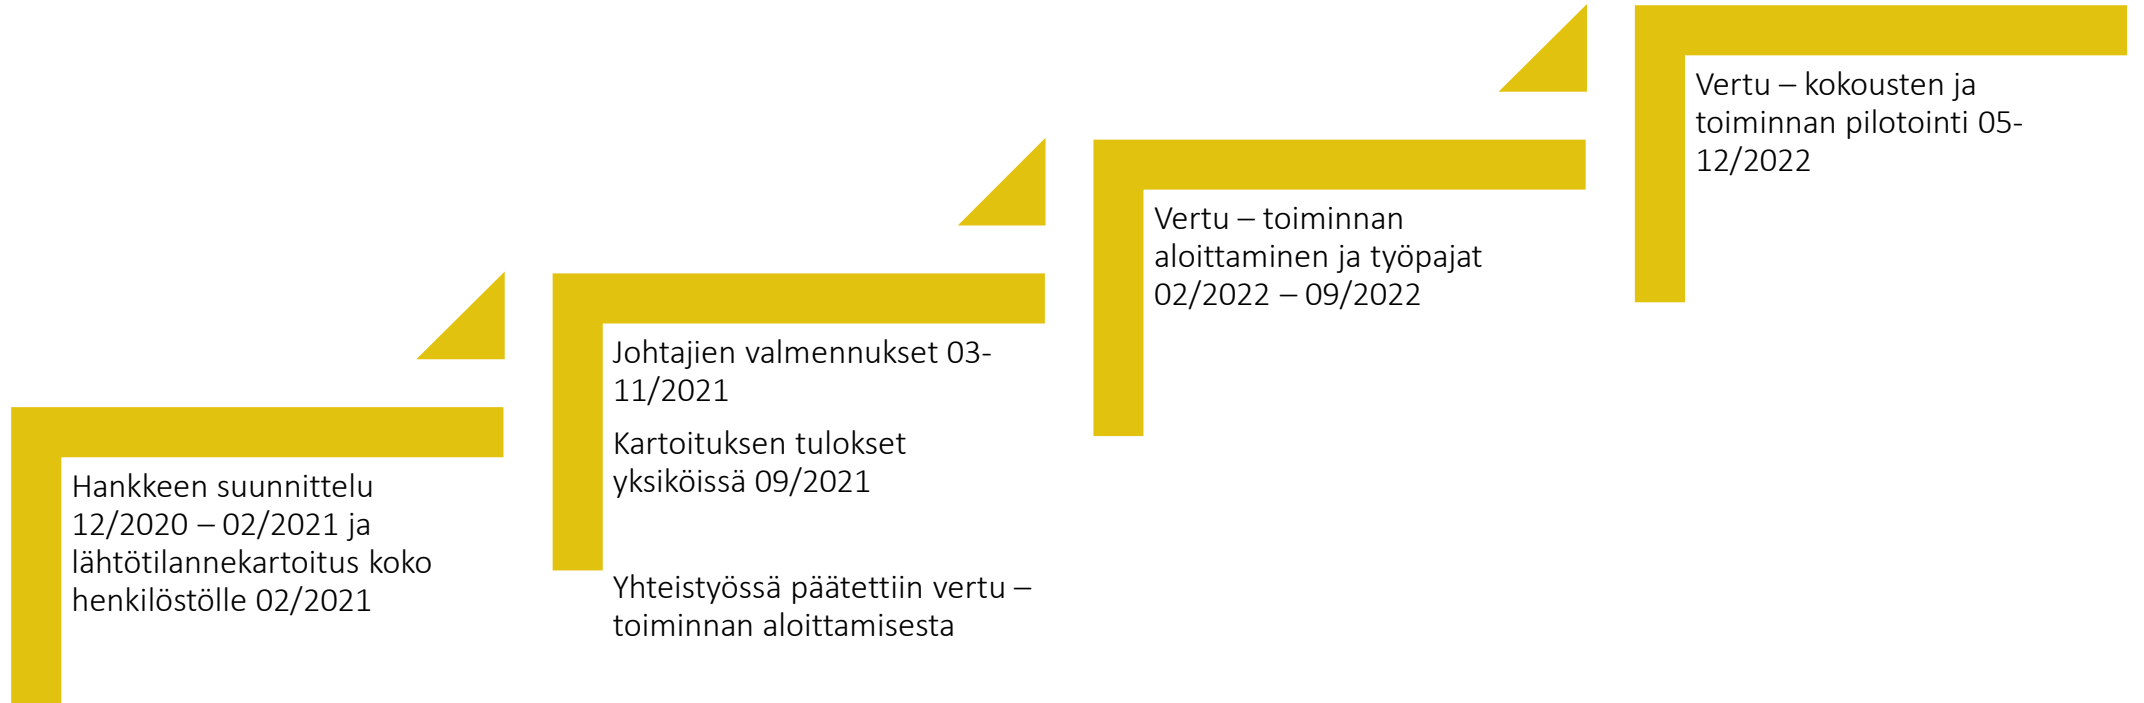 Hankkeen suunnittelu
12/2020 – 02/2021 ja
lähtötilannekartoitus koko
henkilöstölle 02/2021
Johtajien valmennukset 03-
11/2021
Kartoituksen tulokset
yksiköissä 09/2021
Yhteistyössä päätettiin vertu –
toiminnan aloittamisesta
Vertu – toiminnan
aloittaminen ja työpajat
02/2022 – 09/2022
Vertu – kokousten ja
toiminnan pilotointi 05-
12/2022